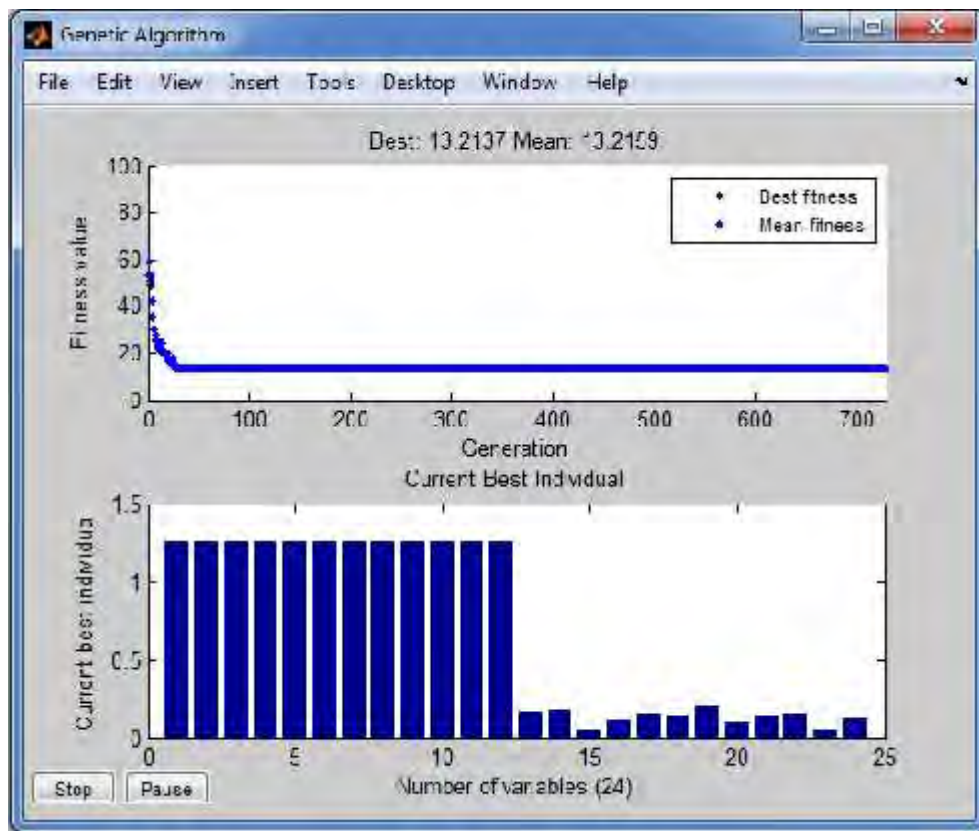 Genetic Algorithm
File Edit View Insert Tools Desktop Window Help
Best: 13.2137 Mean: 13.2159
100
80
60
40
20
0
Fitness value
Best fitness
Mean fitness
0 100 200 300 400 500 600 700
Generation
Current Best Individual
1.5
1
0.5
0
Current best individual
0 5 10 15 20 25
Number of variables (24)
Stop Pause